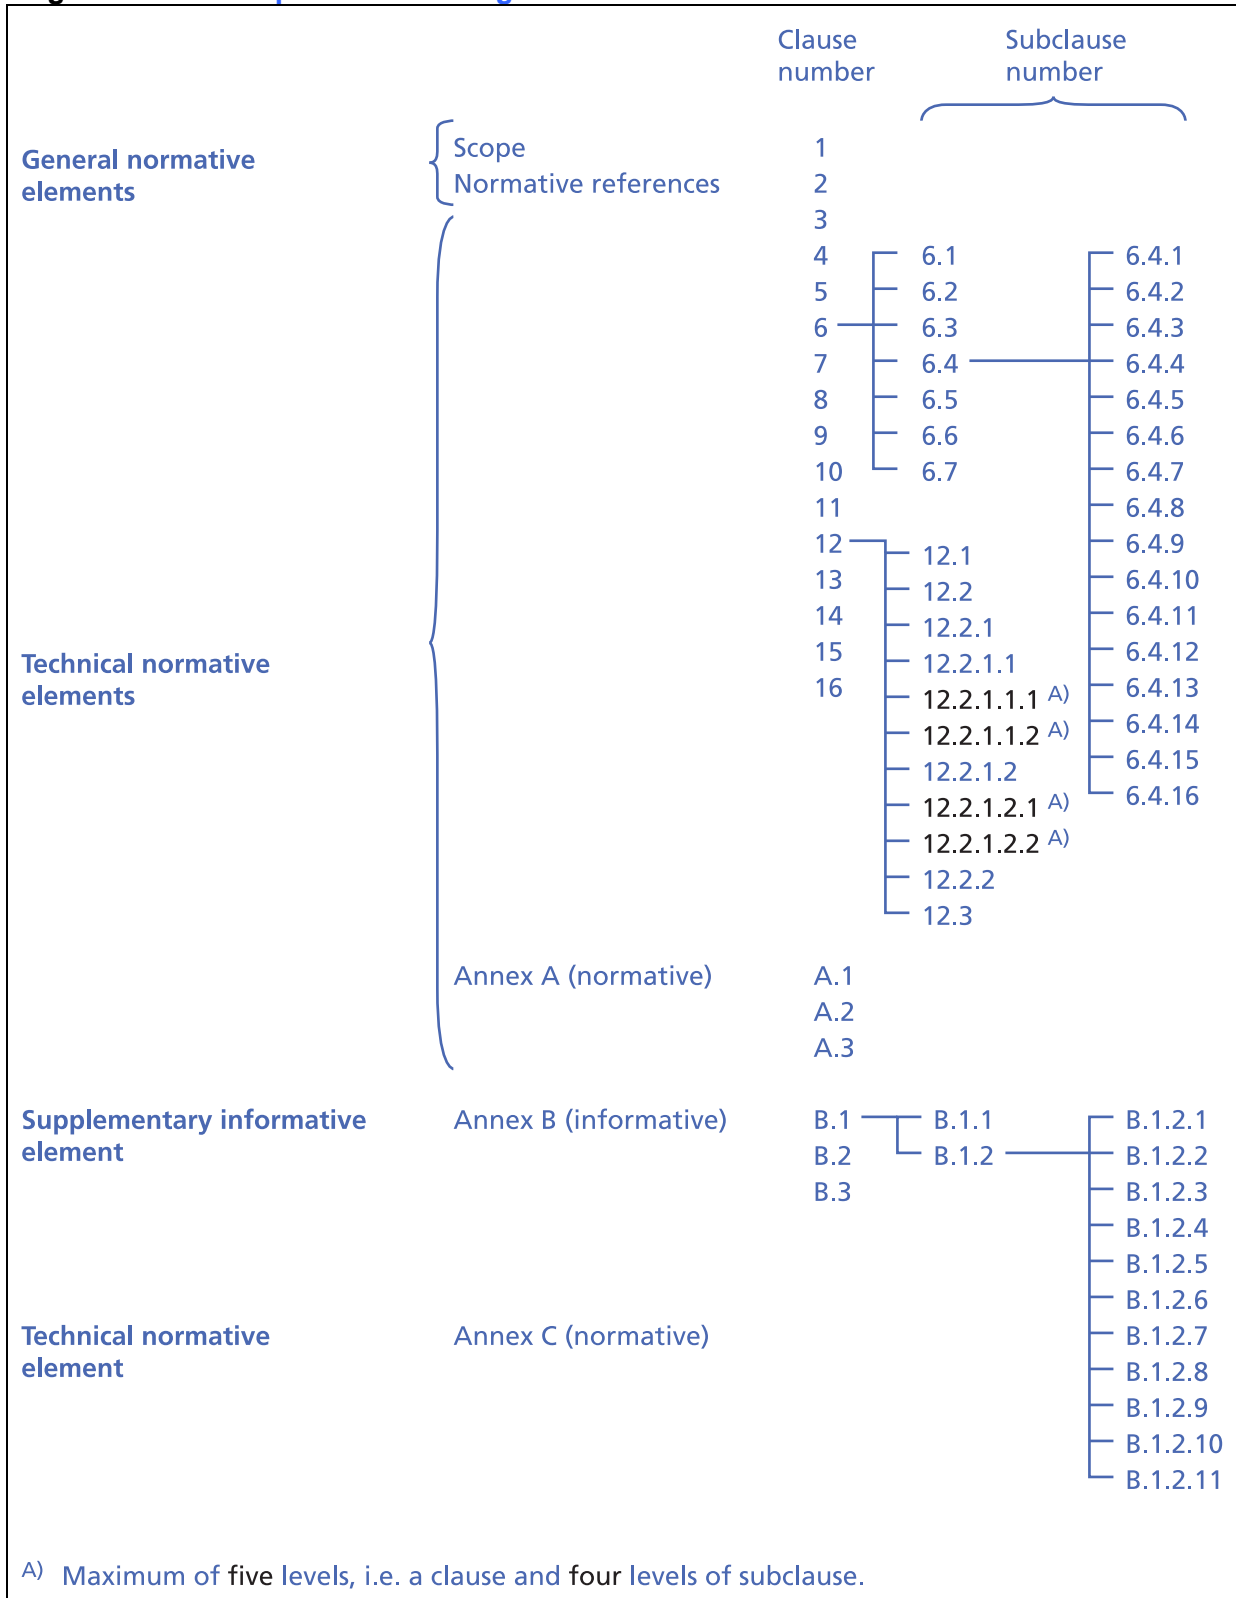 Clause Subclause
number number
General normative
elements
Scope 1
Normative references 2
3
4 6.1 6.4.1
5 6.2 6.4.2
6 6.3 6.4.3
7 6.4 6.4.4
8 6.5 6.4.5
9 6.6 6.4.6
10 6.7 6.4.7
11 6.4.8
12 6.4.9
12.1
13 6.4.10
12.2
14 6.4.11
12.2.1
15 6.4.12
12.2.1.1
16 6.4.13
12.2.1.1.1 A)
6.4.14
12.2.1.1.2 A)
6.4.15
12.2.1.2
6.4.16
12.2.1.2.1 A)
12.2.1.2.2 A)
12.2.2
12.3
Technical normative
elements
Annex A (normative) A.1
A.2
A.3
Supplementary informative Annex B (informative) B.1 B.1.1 B.1.2.1
element B.2 B.1.2 B.1.2.2
B.3 B.1.2.3
B.1.2.4
B.1.2.5
B.1.2.6
Technical normative Annex C (normative) B.1.2.7
element B.1.2.8
B.1.2.9
B.1.2.10
B.1.2.11
A) Maximum of five levels, i.e. a clause and four levels of subclause.